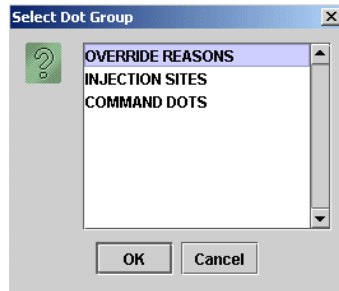 Select Dot Group
OVERRIDE REASONS
INJECTION SITES
COMMAND DOTS
OK
Cancel